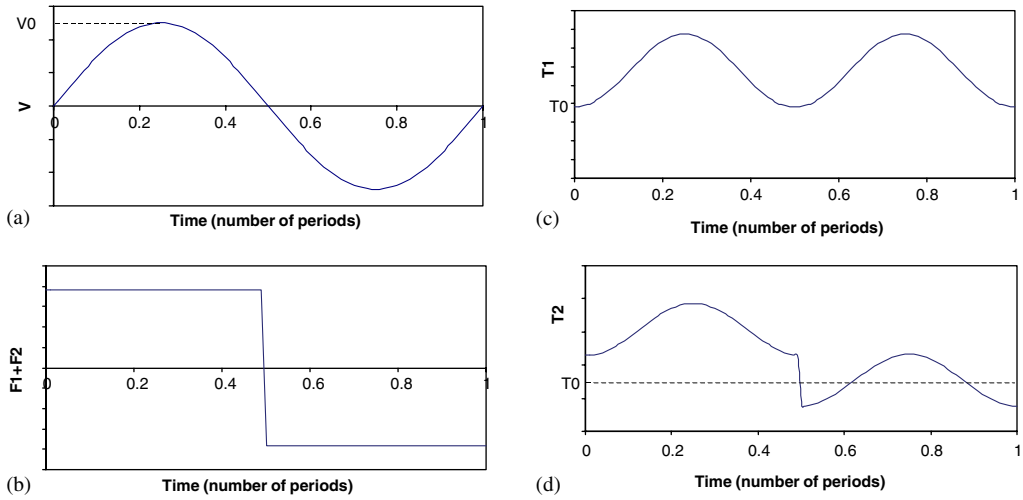 V0
V
0 0.2 0.4 0.6 0.8 1
Time (number of periods)
(a)
T1
T0
0 0.2 0.4 0.6 0.8 1
Time (number of periods)
(c)
F1+F2
0 0.2 0.4 0.6 0.8 1
Time (number of periods)
(b)
T2
T0
0 0.2 0.4 0.6 0.8 1
Time (number of periods)
(d)